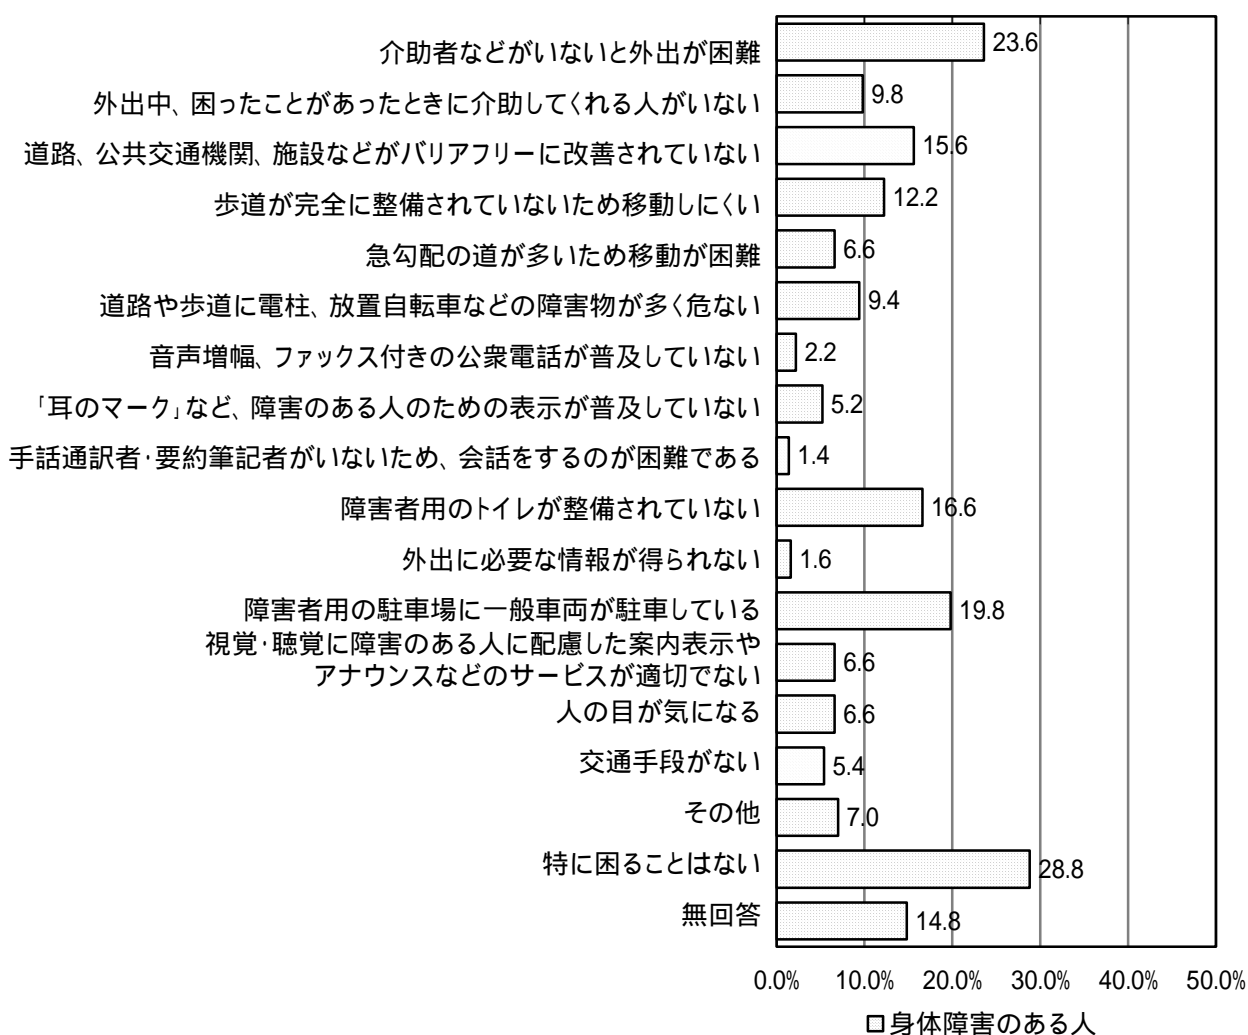 介助者などがいないと外出が困難 23.6
外出中、困ったことがあったときに介助してくれる人がいない 9.8
道路、公共交通機関、施設などがバリアフリーに改善されていない 15.6
歩道が完全に整備されていないため移動しにくい 12.2
急勾配の道が多いため移動が困難 6.6
道路や歩道に電柱、放置自転車などの障害物が多く危ない 9.4
音声増幅、ファックス付きの公衆電話が普及していない 2.2
「耳のマーク」など、障害のある人のための表示が普及していない 5.2
手話通訳者・要約筆記者がいないため、会話をするのが困難である 1.4
障害者用のトイレが整備されていない 16.6
外出に必要な情報が得られない 1.6
障害者用の駐車場に一般車両が駐車している 19.8
視覚・聴覚に障害のある人に配慮した案内表示や
アナウンスなどのサービスが適切でない 6.6
人の目が気になる 6.6
交通手段がない 5.4
その他 7.0
特に困ることはない 28.8
無回答 14.8
0.0% 10.0% 20.0% 30.0% 40.0% 50.0%
身体障害のある人